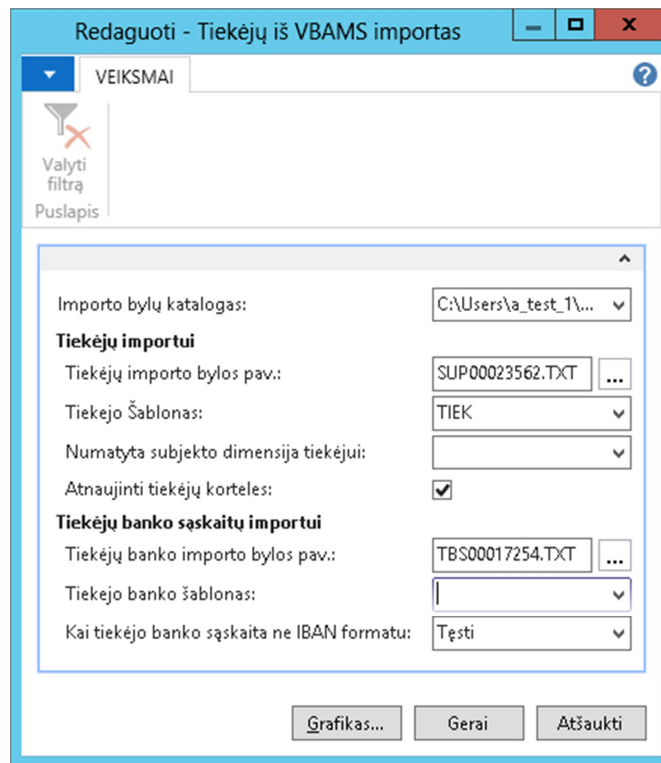 Redaguoti - Tiekėjų iš VBAMS importas
VEIKSMAI
Valyti
filtrą
Puslapis
Importo bylų katalogas: C:\Users\a_test_1\...
Tiekėjų importui
Tiekėjų importo bylos pav.: SUP00023562.TXT ...
Tiekejo Šablonas: TIEK
Numatyta subjekto dimensija tiekėjui:
Atnaujinti tiekėjų korteles:
Tiekėjų banko sąskaitų importui
Tiekėjų banko importo bylos pav.: TBS00017254.TXT ...
Tiekejo banko šablonas:
Kai tiekėjo banko sąskaita ne IBAN formatu: Tęsti
Grafikas... Gerai Atšaukti